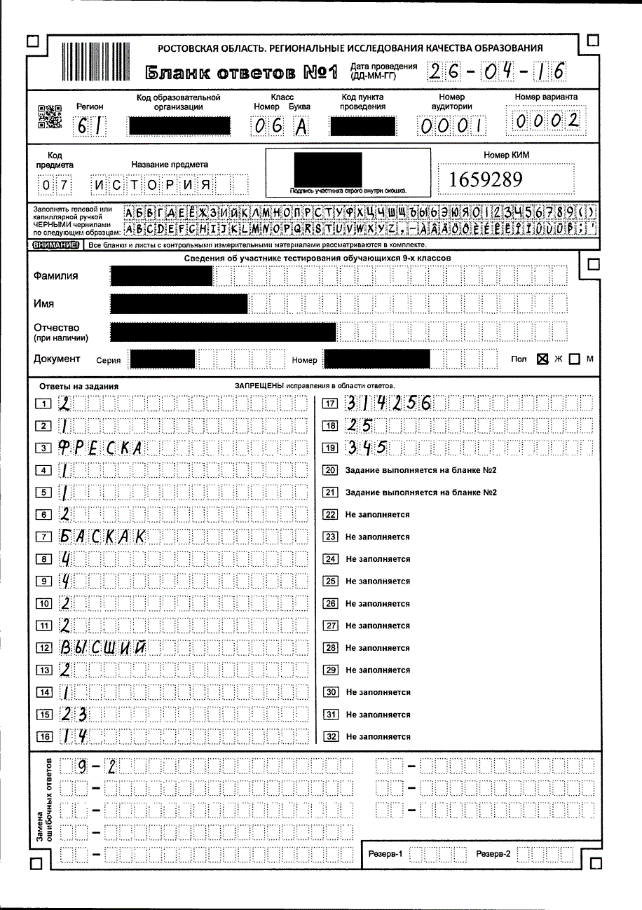 РОСТОВСКАЯ ОБЛАСТЬ. РЕГИОНАЛЬНЫЕ ИССЛЕДОВАНИЯ КАЧЕСТВА ОБРАЗОВАНИЯ
Бланк ответов №1
Дата проведения (ДД-ММ-ГГ) 26-04-16
Регион 61
Код образовательной организации
Класс
Номер Буква
06 А
Код пункта проведения
Номер аудитории 0001
Номер варианта 0002
Код предмета 07
Название предмета ИСТОРИЯ
Подпись участника строго внутри окошка.
Номер КИМ
1659289
Заполнять гелевой или капиллярной ручкой ЧЕРНЫМИ чернилами по следующим образцам:
АБВГДЕЁЖЗИЙКЛМНОПРСТУФХЦЧШЩЪЫЬЭЮЯ0123456789()
ВНИМАНИЕ! Все бланки и листы с контрольными измерительными материалами рассматриваются в комплекте.
Сведения об участнике тестирования обучающихся 9-х классов
Фамилия
Имя
Отчество
(при наличии)
Документ Серия Номер Пол Ж М
Ответы на задания ЗАПРЕЩЕНЫ исправления в области ответов.
1 2
2 1
3 ФРЕСКА
4 1
5 1
6 2
7 БАСКАК
8 4
9 4
10 2
11 2
12 ВЫСШИЙ
13 2
14 1
15 23
16 14
17 314256
18 25
19 345
20 Задание выполняется на бланке №2
21 Задание выполняется на бланке №2
22 Не заполняется
23 Не заполняется
24 Не заполняется
25 Не заполняется
26 Не заполняется
27 Не заполняется
28 Не заполняется
29 Не заполняется
30 Не заполняется
31 Не заполняется
32 Не заполняется
Замена ошибочных ответов
9 - 2
Резерв-1 Резерв-2